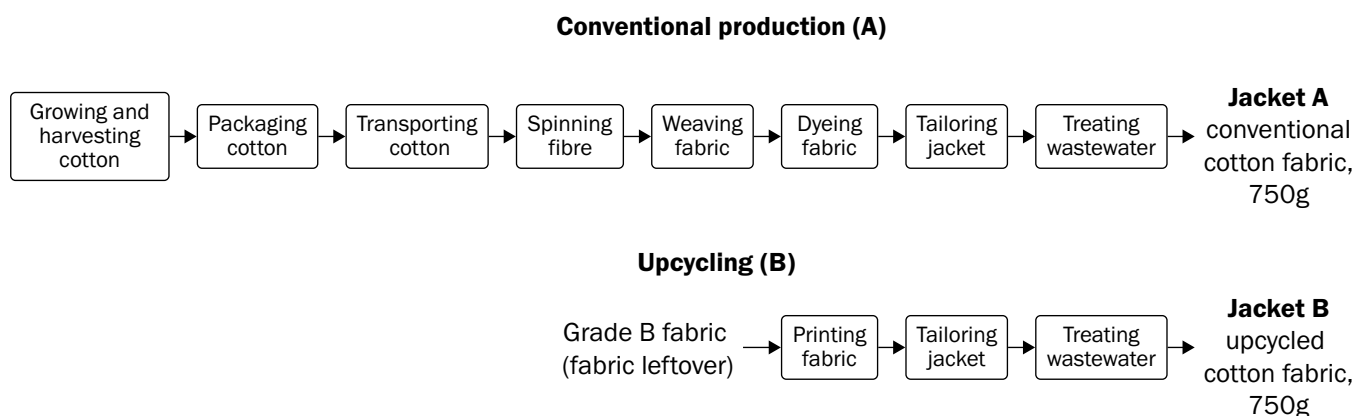 Conventional production (A)
Growing and
harvesting
cotton
Packaging
cotton
Transporting
cotton
Spinning
fibre
Weaving
fabric
Dyeing
fabric
Tailoring
jacket
Treating
wastewater
Jacket A
conventional
cotton fabric,
750g
Upcycling (B)
Grade B fabric
(fabric leftover)
Printing
fabric
Tailoring
jacket
Treating
wastewater
Jacket B
upcycled
cotton fabric,
750g